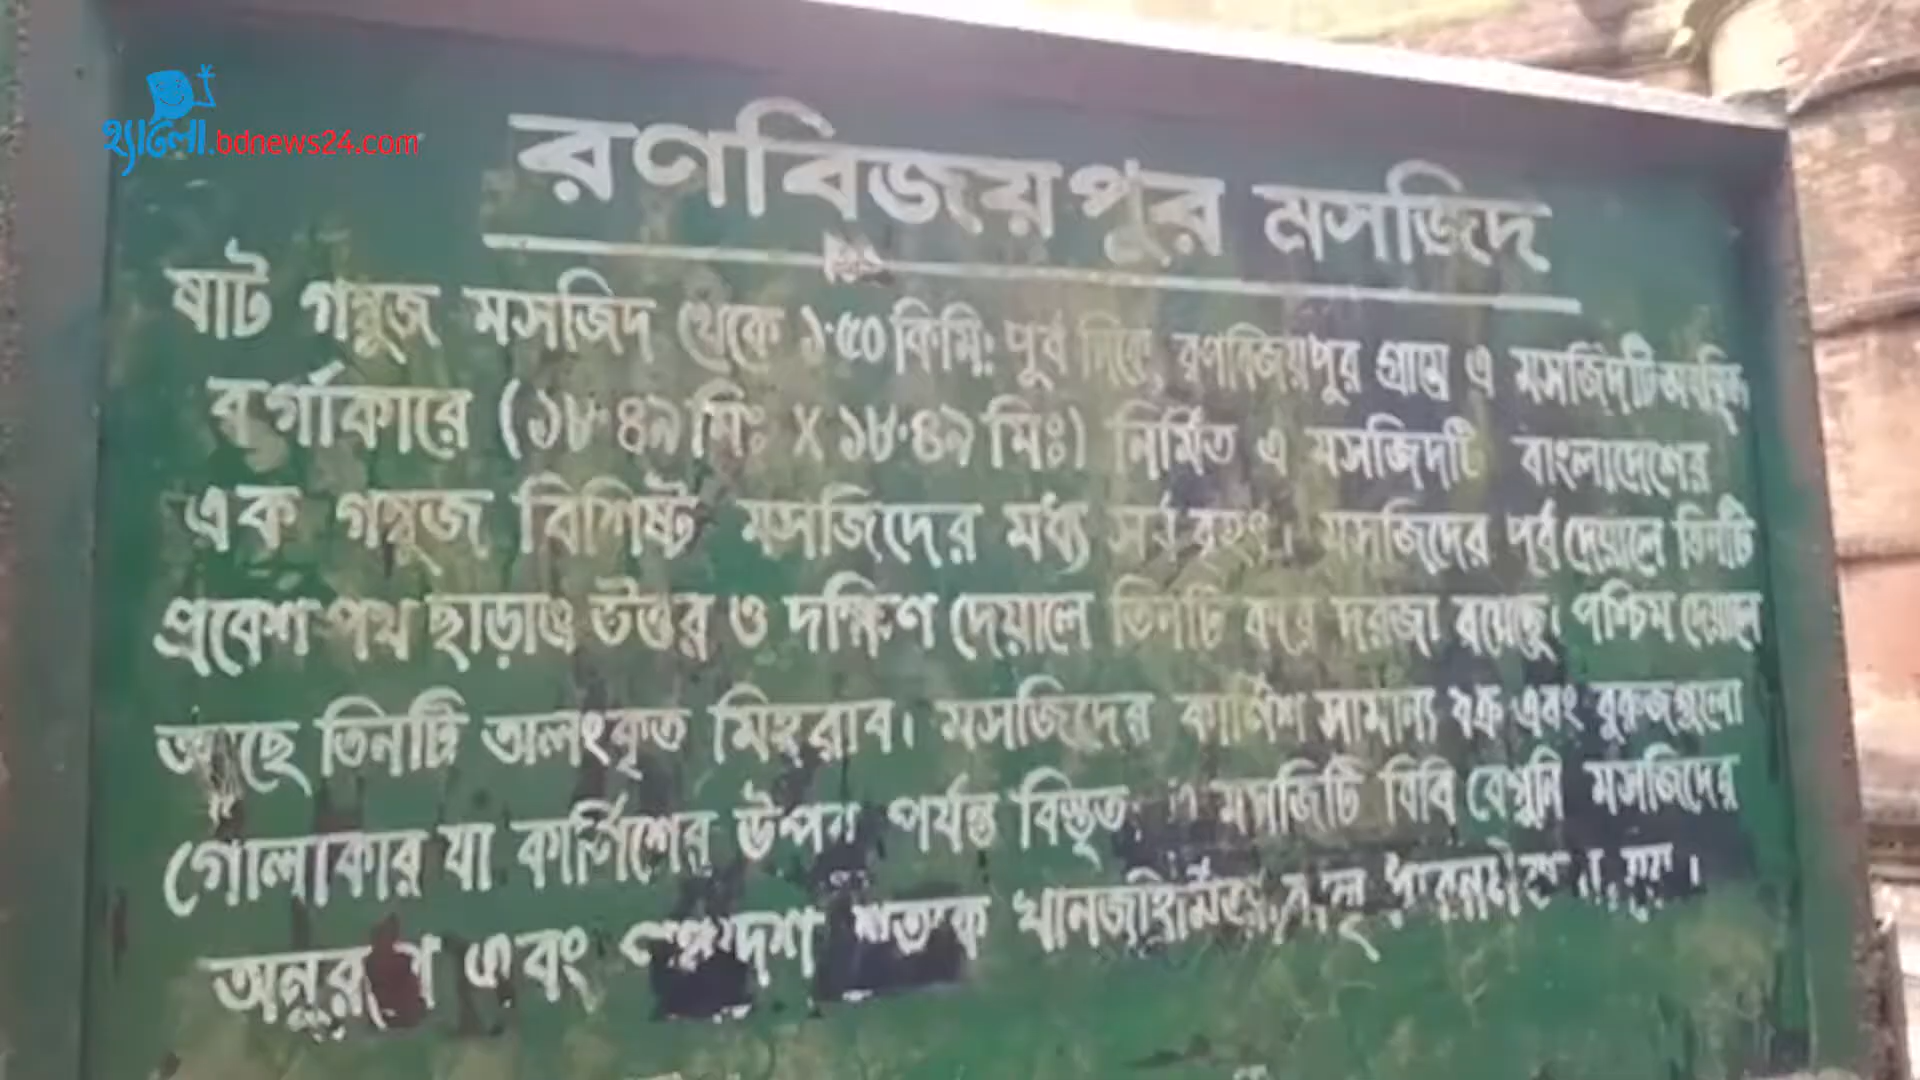 হ্যালো.bdnews24.com
রণবিজয়পুর মসজিদ
ষাট গম্বুজ মসজিদ থেকে ১·৫০ কিমি: পূর্ব দিকে রণবিজয়পুর গ্রামে এ মসজিদটি অবস্থিত
বর্গাকারে (১৮·৪৯ মিঃ X ১৮·৪৯ মিঃ) নির্মিত এ মসজিদটি বাংলাদেশের
এক গম্বুজ বিশিষ্ট মসজিদের মধ্য সর্ববৃহৎ। মসজিদের পূর্ব দেয়ালে তিনটি
প্রবেশ পথ ছাড়াও উত্তর ও দক্ষিণ দেয়ালে তিনটি করে দরজা রয়েছে। পশ্চিম দেয়ালে
আছে তিনটি অলংকৃত মিহরাব। মসজিদের কার্নিশ সামান্য বক্র এবং বুরুজগুলো
গোলাকার যা কার্ণিশের উপর পর্যন্ত বিস্তৃত। মসজিটি বিবি বেগুনি মসজিদের
অনুরূপ এবং পঞ্চদশ শতকে